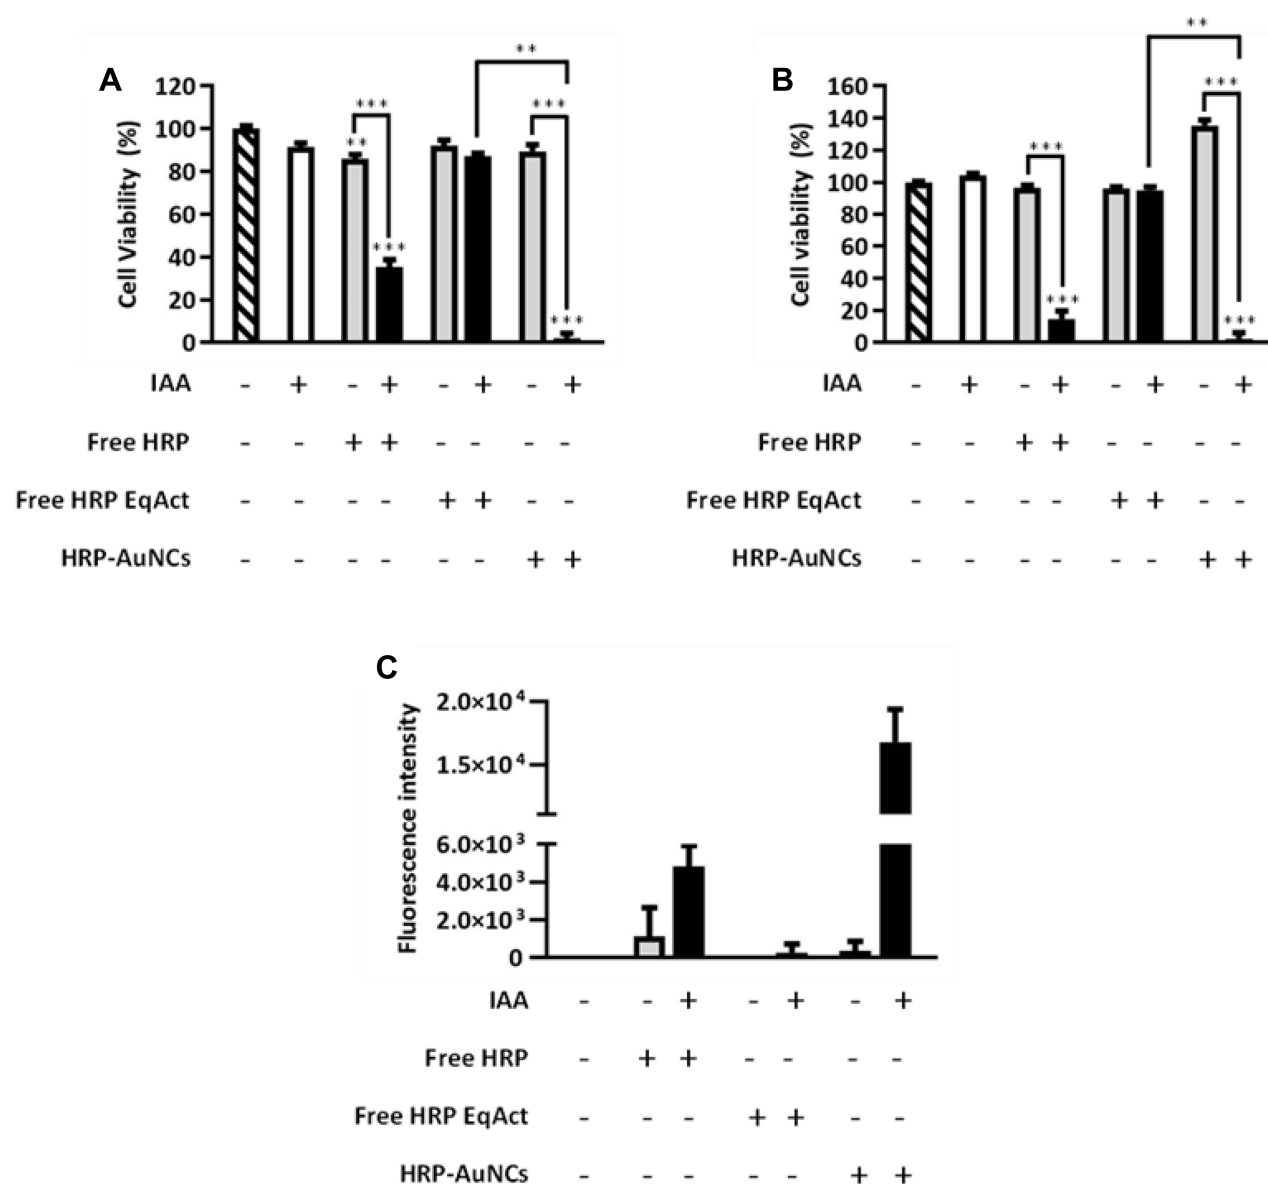 A
Cell Viability (%)
120
100
80
60
40
20
0
**
***
***
**
***
***
***
IAA - + - + - + - +
Free HRP - - + + - - - -
Free HRP EqAct - - - - + + - -
HRP-AuNCs - - - - - - + +
B
Cell viability (%)
160
140
120
100
80
60
40
20
0
**
***
***
***
***
IAA - + - + - + - +
Free HRP - - + + - - - -
Free HRP EqAct - - - - + + - -
HRP-AuNCs - - - - - - + +
C
Fluorescence intensity
2.0×10⁴
1.5×10⁴
6.0×10³
4.0×10³
2.0×10³
0
IAA - - + - + - +
Free HRP - + + - - - -
Free HRP EqAct - - - + + - -
HRP-AuNCs - - - - - + +